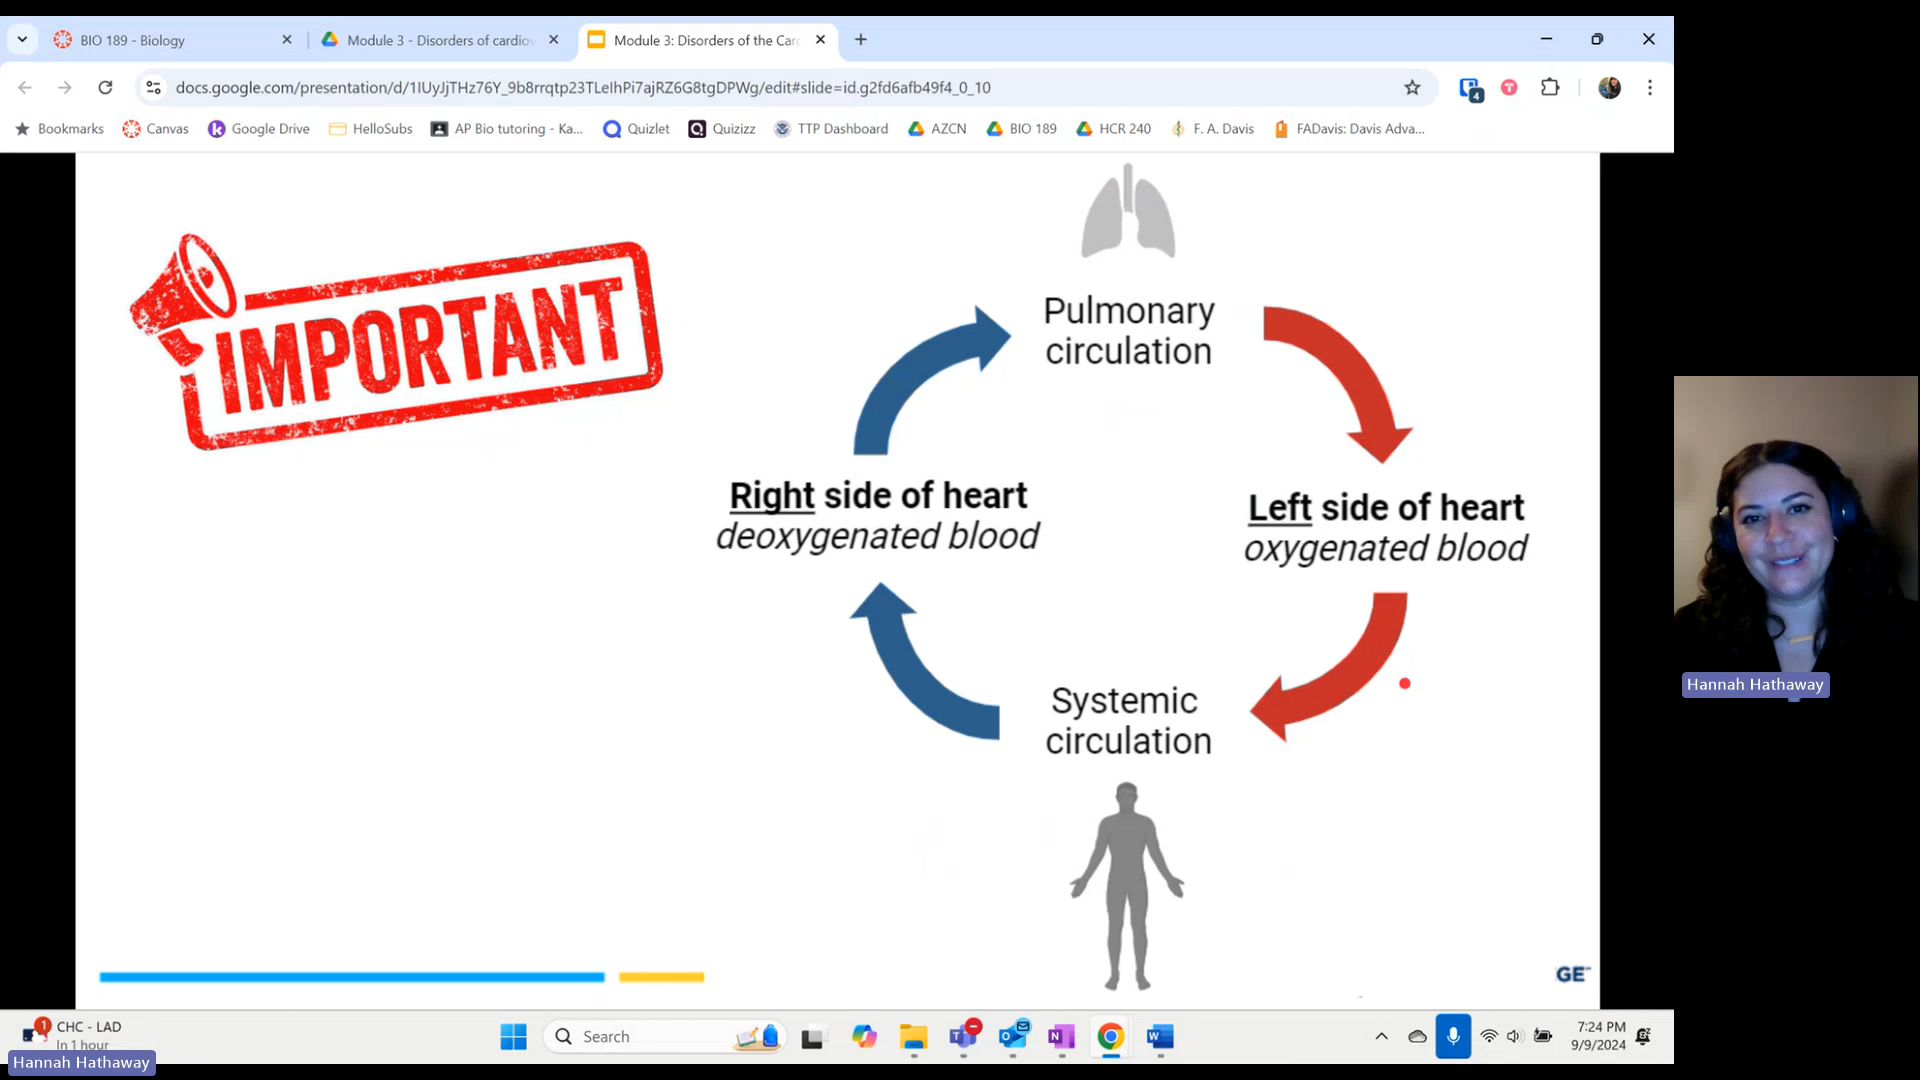 BIO 189 - Biology
Module 3 - Disorders of cardiov
Module 3: Disorders of the Car
docs.google.com/presentation/d/1IUyJjTHz76Y_9b8rrqtp23TLeIhPi7ajRZ6G8tgDPWg/edit#slide=id.g2fd6afb49f4_0_10
4
T
Bookmarks
Canvas
Google Drive
HelloSubs
AP Bio tutoring - Ka...
Quizlet
Quizizz
TTP Dashboard
AZCN
BIO 189
HCR 240
F. A. Davis
FADavis: Davis Adva...
IMPORTANT
Pulmonary
circulation
Right side of heart
deoxygenated blood
Left side of heart
oxygenated blood
Systemic
circulation
GE
Hannah Hathaway
1
CHC - LAD
In 1 hour
Hannah Hathaway
Search
7:24 PM
9/9/2024